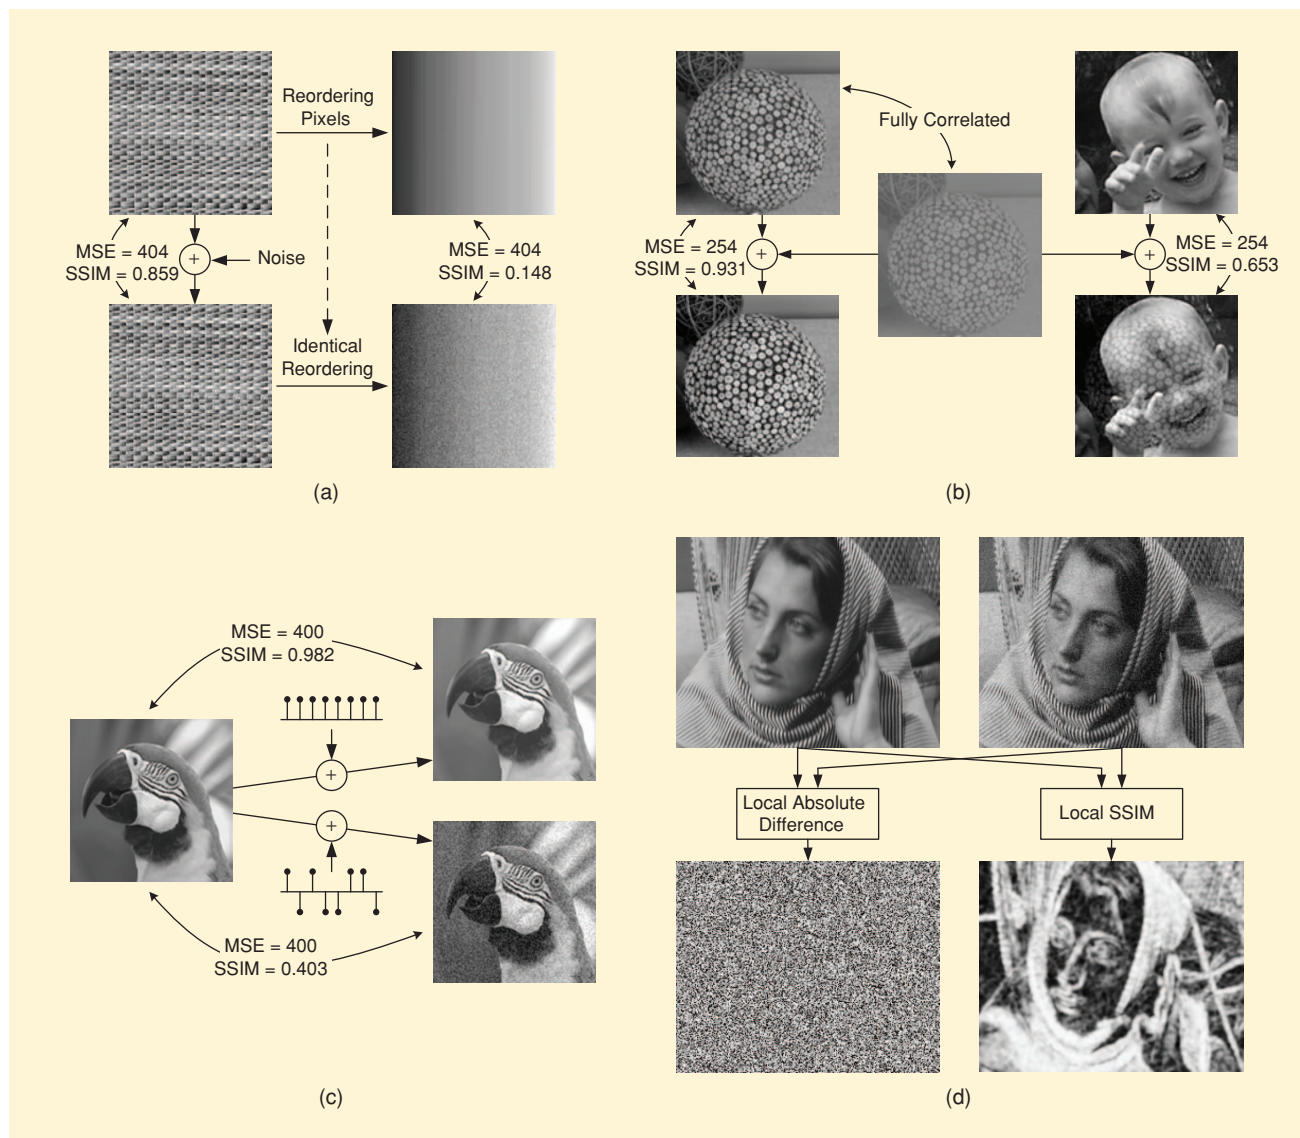 Reordering
Pixels
MSE = 404
SSIM = 0.859
+
Noise
MSE = 404
SSIM = 0.148
Identical
Reordering
(a)
Fully Correlated
MSE = 254
SSIM = 0.931
+
+
MSE = 254
SSIM = 0.653
(b)
MSE = 400
SSIM = 0.982
+
+
MSE = 400
SSIM = 0.403
(c)
Local Absolute
Difference
Local SSIM
(d)